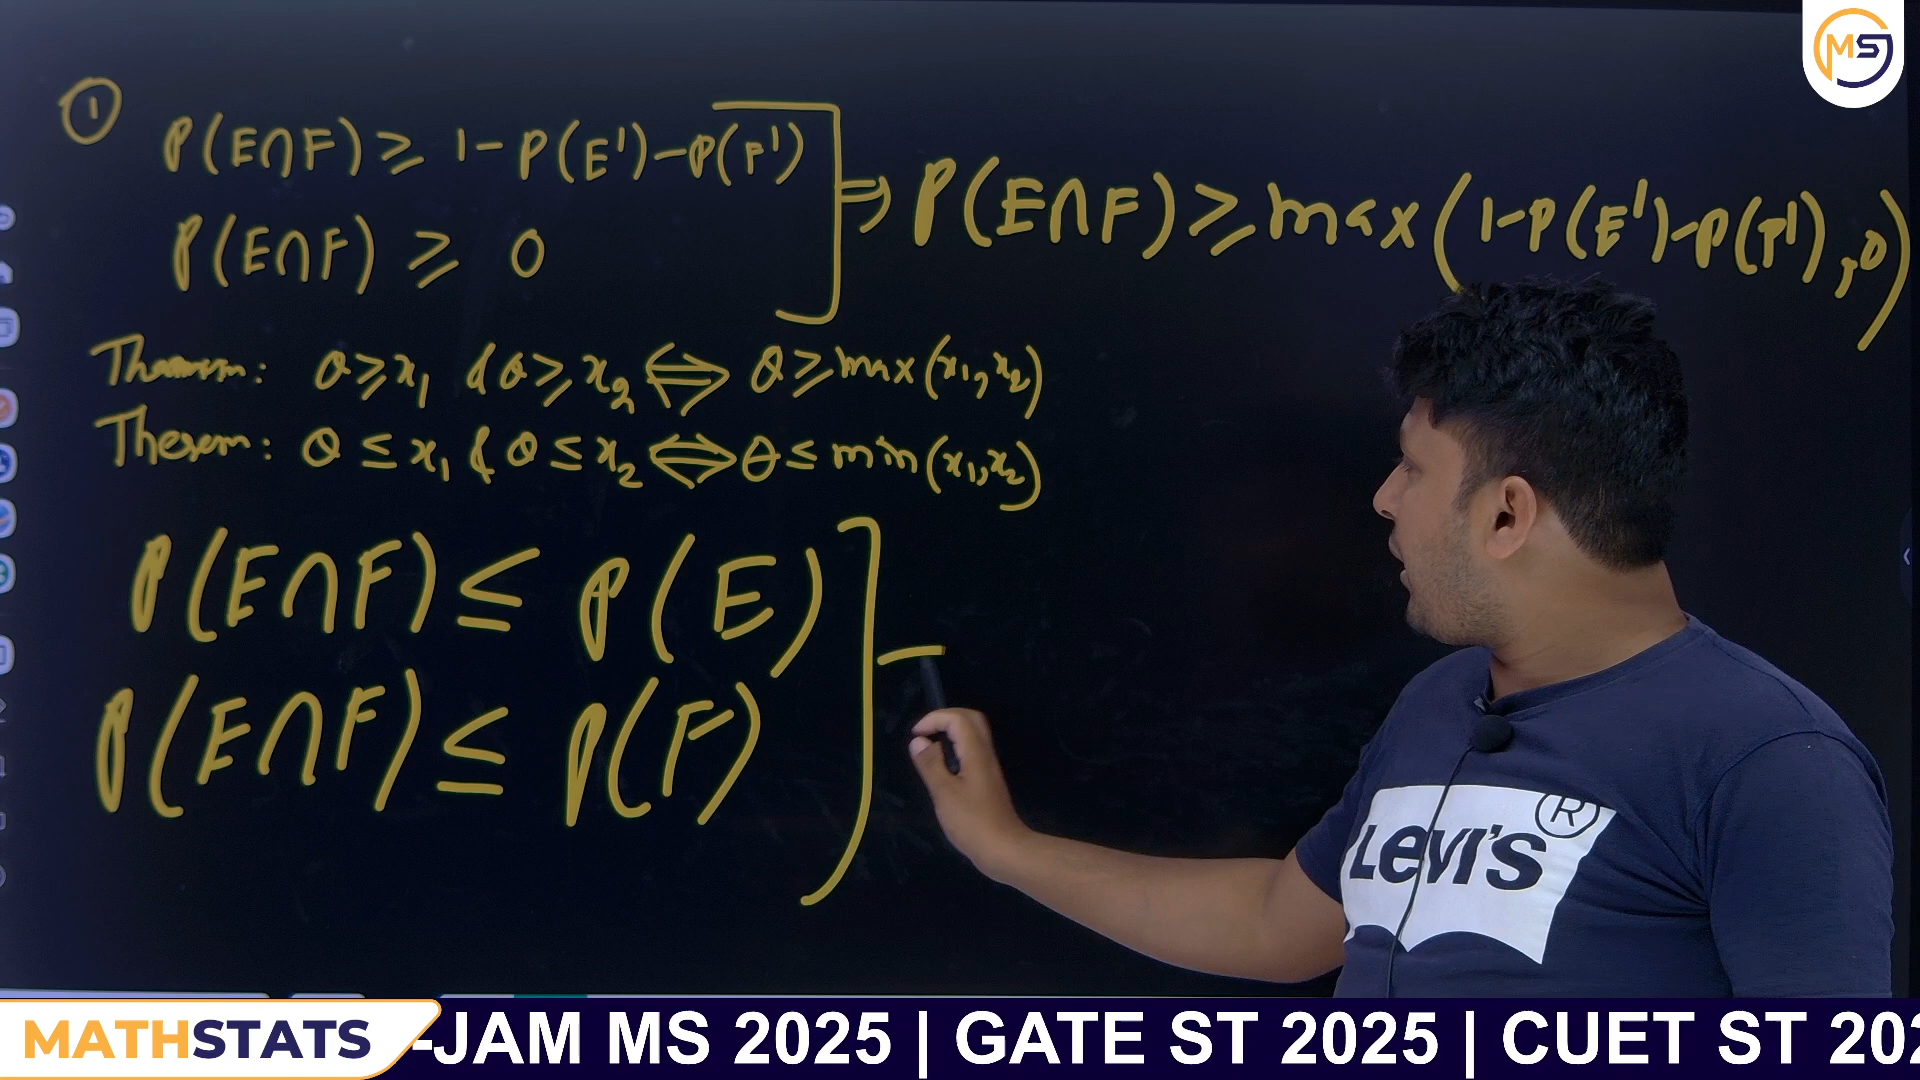 ①
P(E∩F) ≥ 1-P(E')-P(F')
P(E∩F) ≥ 0
⇒ P(E∩F) ≥ max(1-P(E')-P(F'), 0)
Theorem: θ ≥ x₁ & θ ≥ x₂ ⟺ θ ≥ max(x₁, x₂)
Theorem: θ ≤ x₁ & θ ≤ x₂ ⟺ θ ≤ min(x₁, x₂)
P(E∩F) ≤ P(E)
P(E∩F) ≤ P(F)
MS
LEVI'S®
MATHSTATS
-JAM MS 2025 | GATE ST 2025 | CUET ST 202